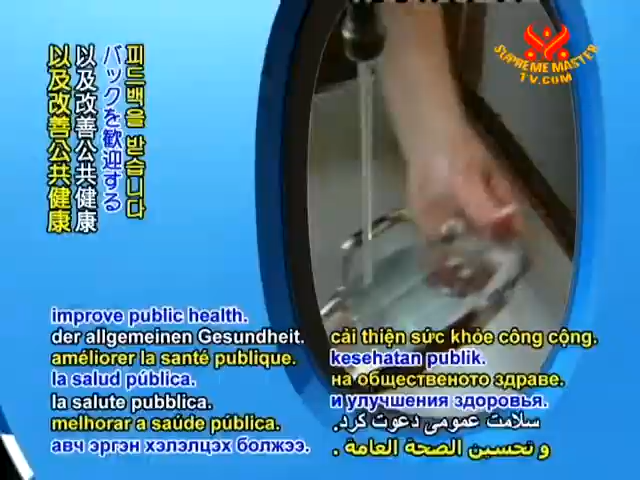 SUPREME MASTER
TV.COM
피드백을 받습니다
バックを歓迎する
以及改善公共健康
以及改善公共健康
improve public health.
der allgemeinen Gesundheit.
améliorer la santé publique.
la salud pública.
la salute pubblica.
melhorar a saúde pública.
авч эргэн хэлэлцэх болжээ.
cải thiện sức khỏe công cộng.
kesehatan publik.
на общественото здраве.
и улучшения здоровья.
سلامت عمومی دعوت کرد.
و تحسين الصحة العامة .